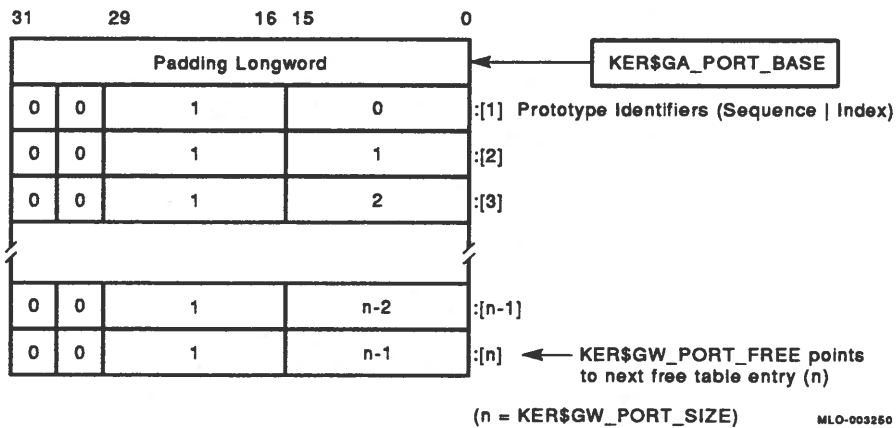 31 29 16 15 0
Padding Longword KER$GA_PORT_BASE
0 0 1 0 :[1] Prototype Identifiers (Sequence | Index)
0 0 1 1 :[2]
0 0 1 2 :[3]
0 0 1 n-2 :[n-1]
0 0 1 n-1 :[n] KER$GW_PORT_FREE points
to next free table entry (n)
(n = KER$GW_PORT_SIZE) MLO-003250